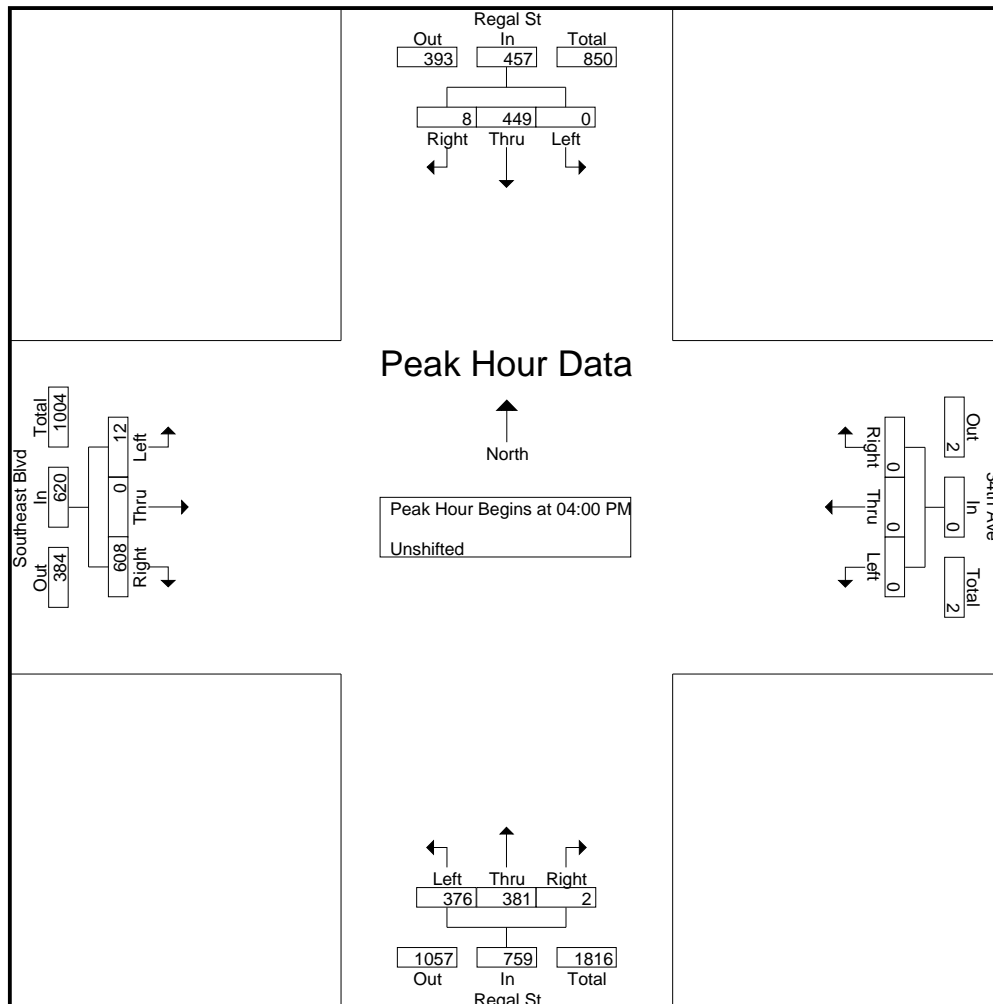 Regal St
Out In Total
393 457 850
8 449 0
Right Thru Left
Peak Hour Data
North
Peak Hour Begins at 04:00 PM
Unshifted
Southeast Blvd
Out In Total
384 620 1004
608 0 12
Right Thru Left
34th Ave
Out In Total
2 0 2
0 0 0
Right Thru Left
Left Thru Right
376 381 2
1057 759 1816
Out In Total
Regal St